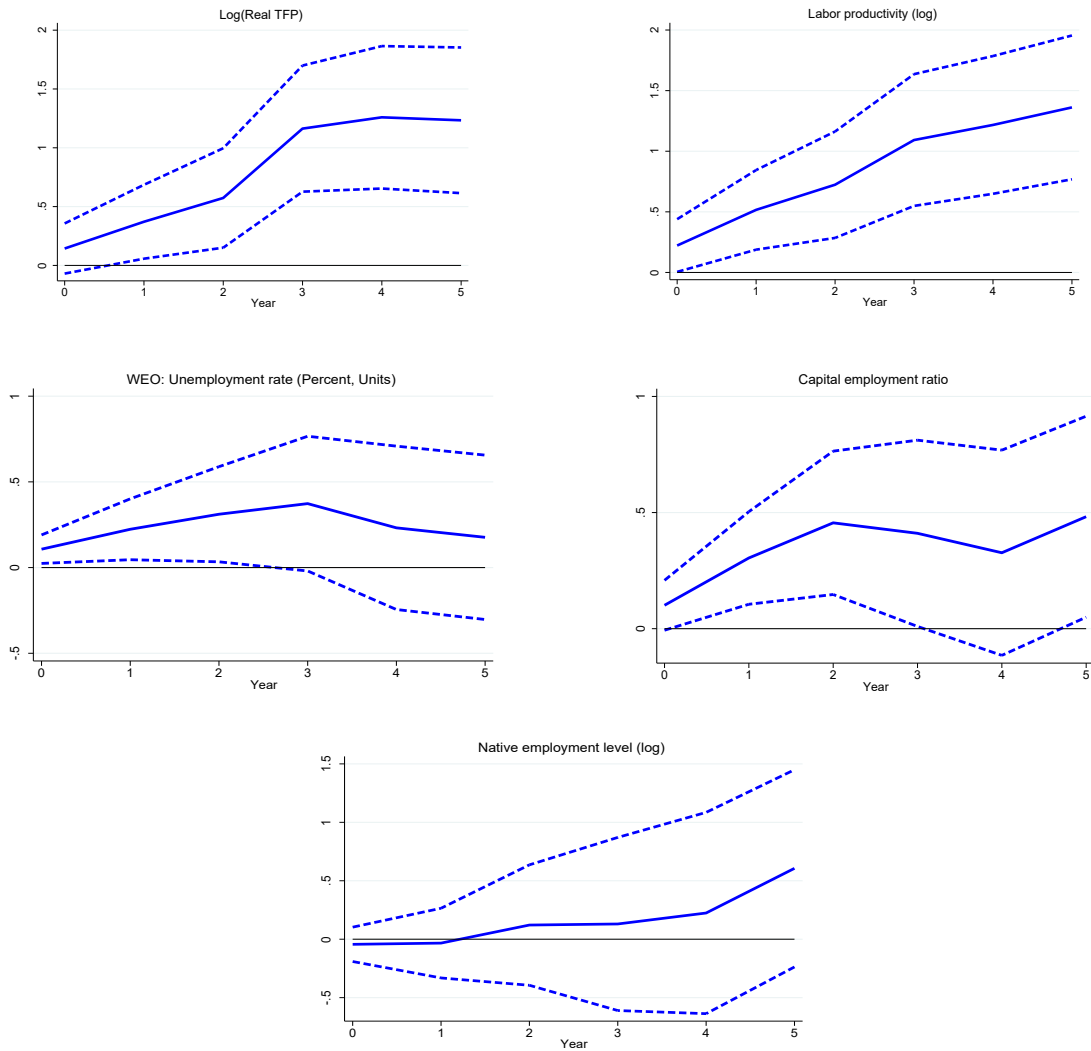 Log(Real TFP)
2
1.5
1
.5
0
0 1 2 3 4 5
Year
Labor productivity (log)
2
1.5
1
.5
0
0 1 2 3 4 5
Year
WEO: Unemployment rate (Percent, Units)
1
.5
0
-.5
0 1 2 3 4 5
Year
Capital employment ratio
1
.5
0
0 1 2 3 4 5
Year
Native employment level (log)
1.5
1
.5
0
-.5
0 1 2 3 4 5
Year